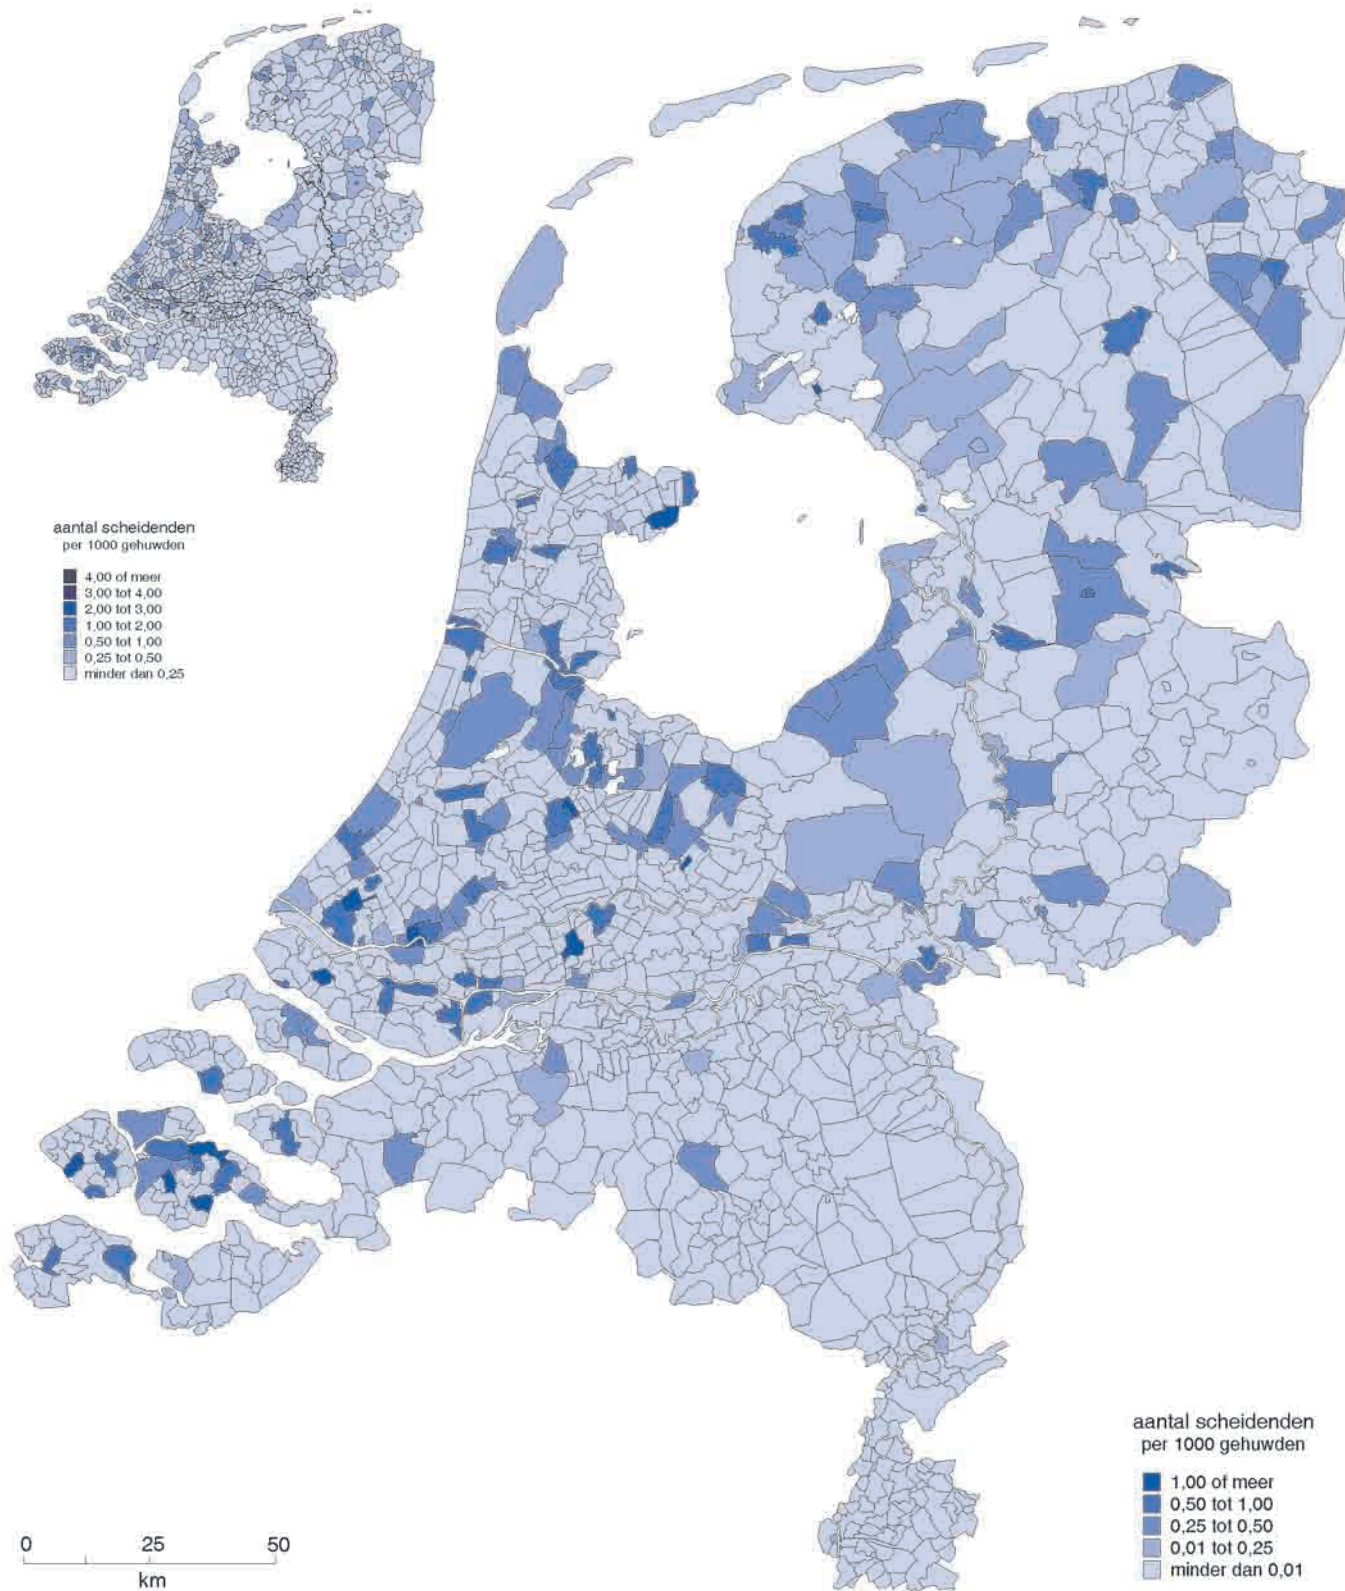 aantal scheidenden
per 1000 gehuwden
4,00 of meer
3,00 tot 4,00
2,00 tot 3,00
1,00 tot 2,00
0,50 tot 1,00
0,25 tot 0,50
minder dan 0,25
aantal scheidenden
per 1000 gehuwden
1,00 of meer
0,50 tot 1,00
0,25 tot 0,50
0,01 tot 0,25
minder dan 0,01
0 25 50
km